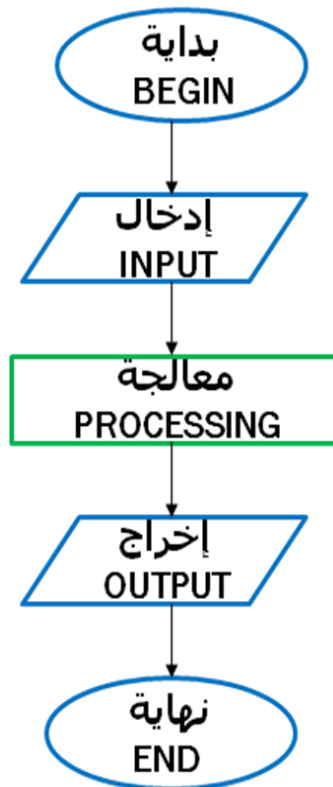 بداية
BEGIN
إدخال
INPUT
معالجة
PROCESSING
إخراج
OUTPUT
نهاية
END